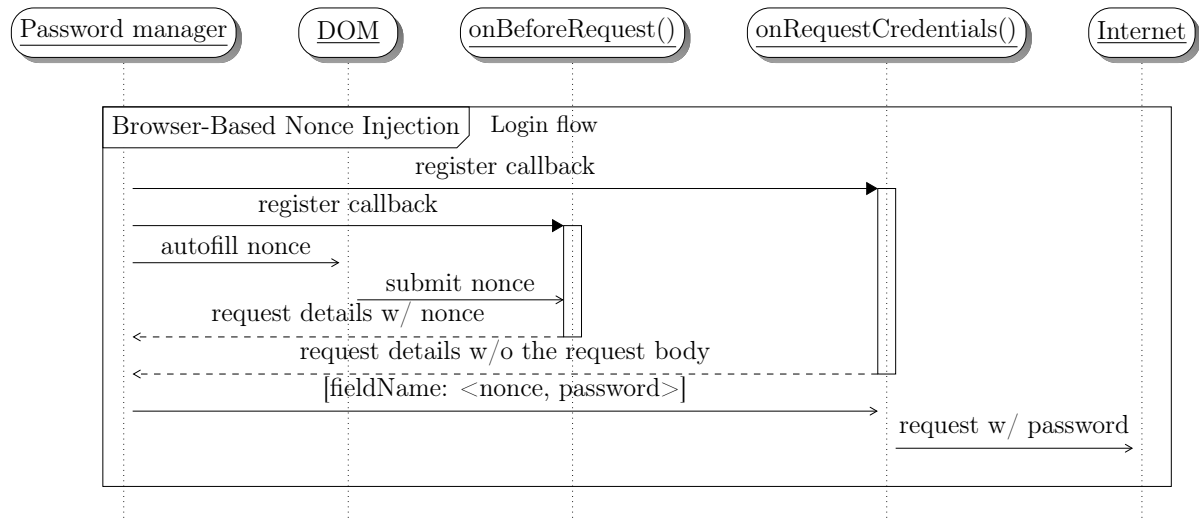 Password manager
DOM
onBeforeRequest()
onRequestCredentials()
Internet
Browser-Based Nonce Injection
Login flow
register callback
register callback
autofill nonce
submit nonce
request details w/ nonce
request details w/o the request body
[fieldName: <nonce, password>]
request w/ password